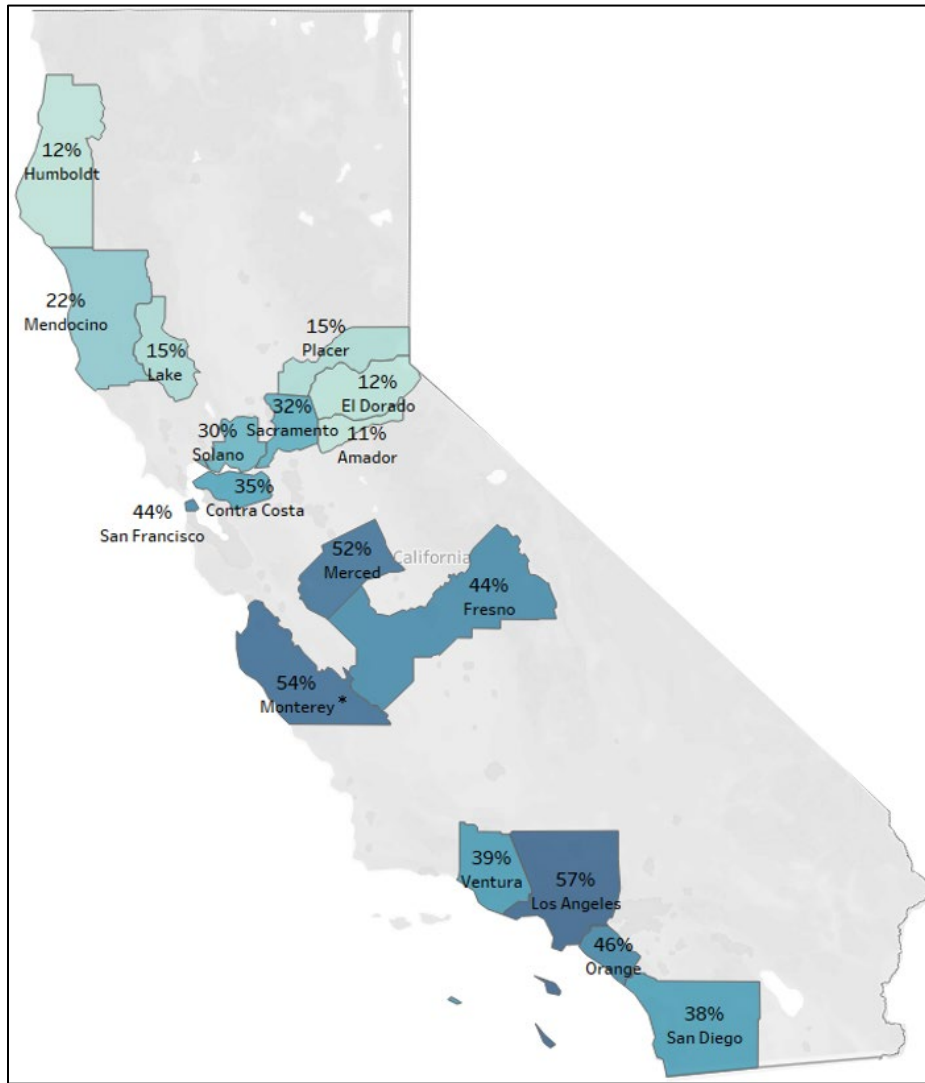 12%
Humboldt
22%
Mendocino
15%
Lake
15%
Placer
12%
El Dorado
32%
Sacramento
11%
Amador
30%
Solano
35%
Contra Costa
44%
San Francisco
52%
Merced
California
44%
Fresno
54%
Monterey *
39%
Ventura
57%
Los Angeles
46%
Orange
38%
San Diego